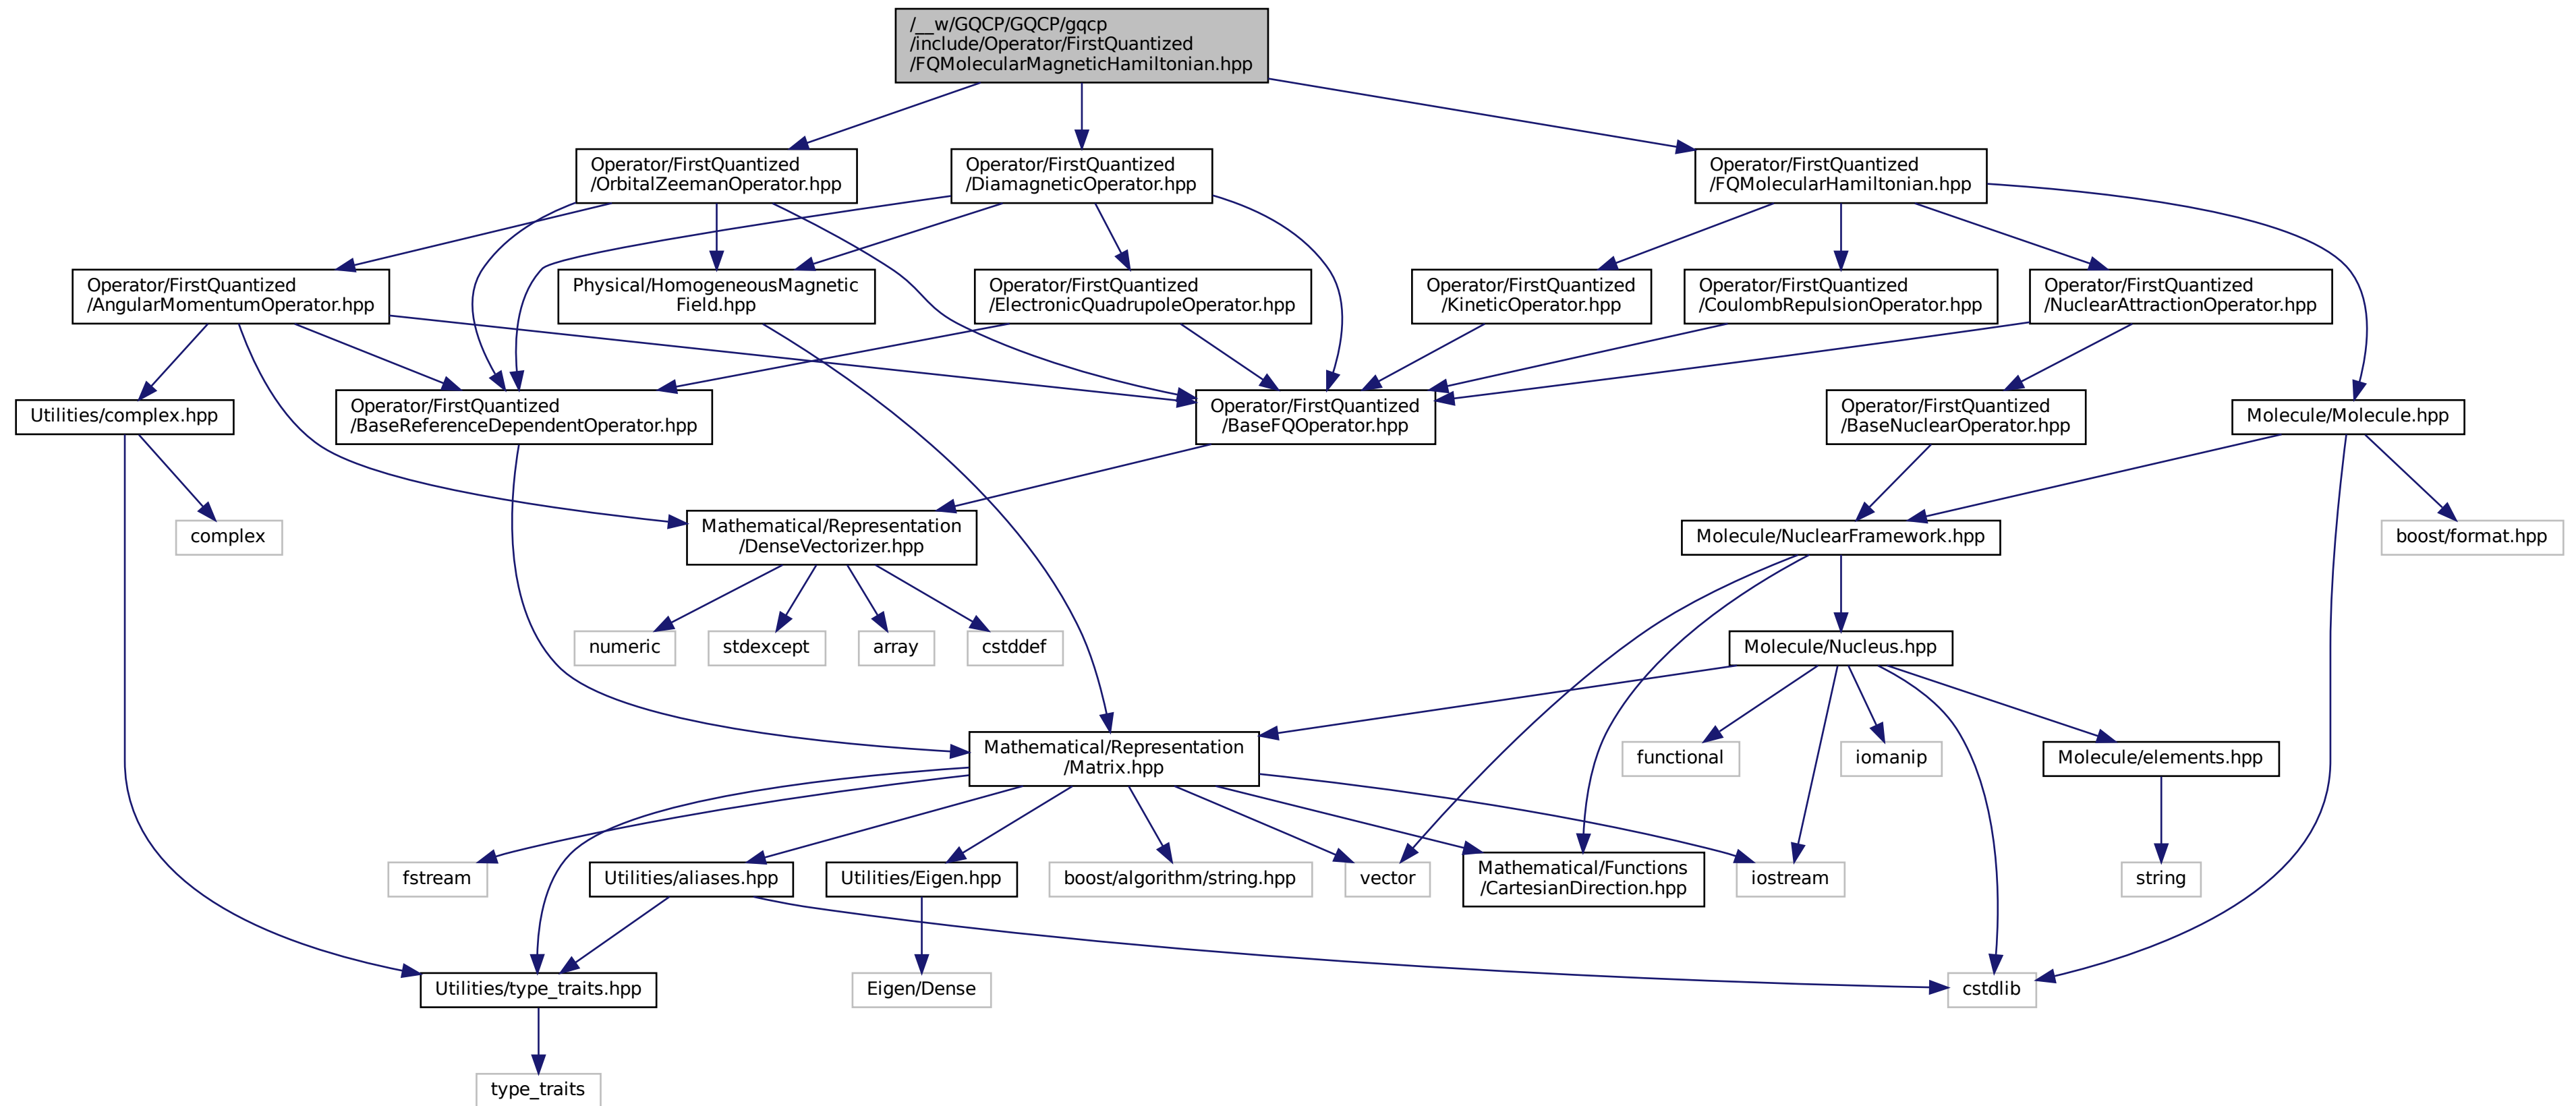 /__w/GQCP/GQCP/gqcp
/include/Operator/FirstQuantized
/FQMolecularMagneticHamiltonian.hpp
Operator/FirstQuantized
/OrbitalZeemanOperator.hpp
Operator/FirstQuantized
/DiamagneticOperator.hpp
Operator/FirstQuantized
/FQMolecularHamiltonian.hpp
Operator/FirstQuantized
/AngularMomentumOperator.hpp
Physical/HomogeneousMagnetic
Field.hpp
Operator/FirstQuantized
/ElectronicQuadrupoleOperator.hpp
Operator/FirstQuantized
/KineticOperator.hpp
Operator/FirstQuantized
/CoulombRepulsionOperator.hpp
Operator/FirstQuantized
/NuclearAttractionOperator.hpp
Utilities/complex.hpp
Operator/FirstQuantized
/BaseReferenceDependentOperator.hpp
Operator/FirstQuantized
/BaseFQOperator.hpp
Operator/FirstQuantized
/BaseNuclearOperator.hpp
Molecule/Molecule.hpp
complex
Mathematical/Representation
/DenseVectorizer.hpp
Molecule/NuclearFramework.hpp
boost/format.hpp
numeric
stdexcept
array
cstddef
Molecule/Nucleus.hpp
Mathematical/Representation
/Matrix.hpp
functional
iomanip
Molecule/elements.hpp
fstream
Utilities/aliases.hpp
Utilities/Eigen.hpp
boost/algorithm/string.hpp
vector
Mathematical/Functions
/CartesianDirection.hpp
iostream
string
Utilities/type_traits.hpp
Eigen/Dense
cstdlib
type_traits